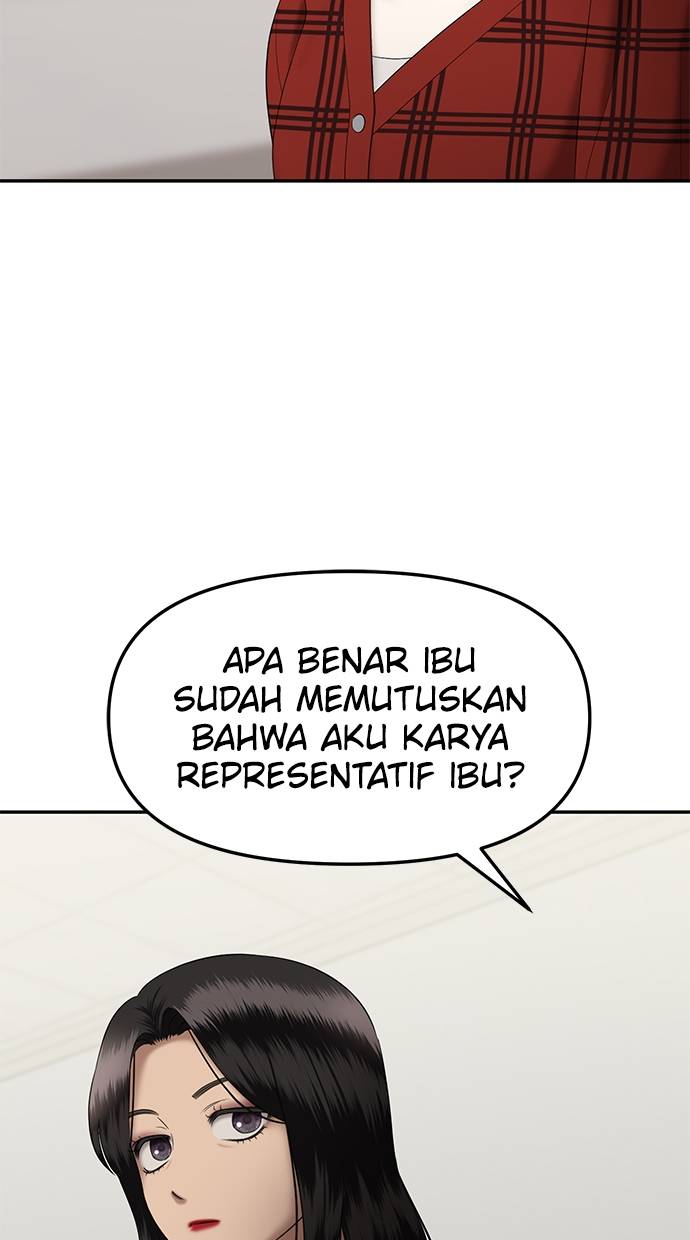 APA BENAR IBU
SUDAH MEMUTUSKAN
BAHWA AKU KARYA
REPRESENTATIF IBU?